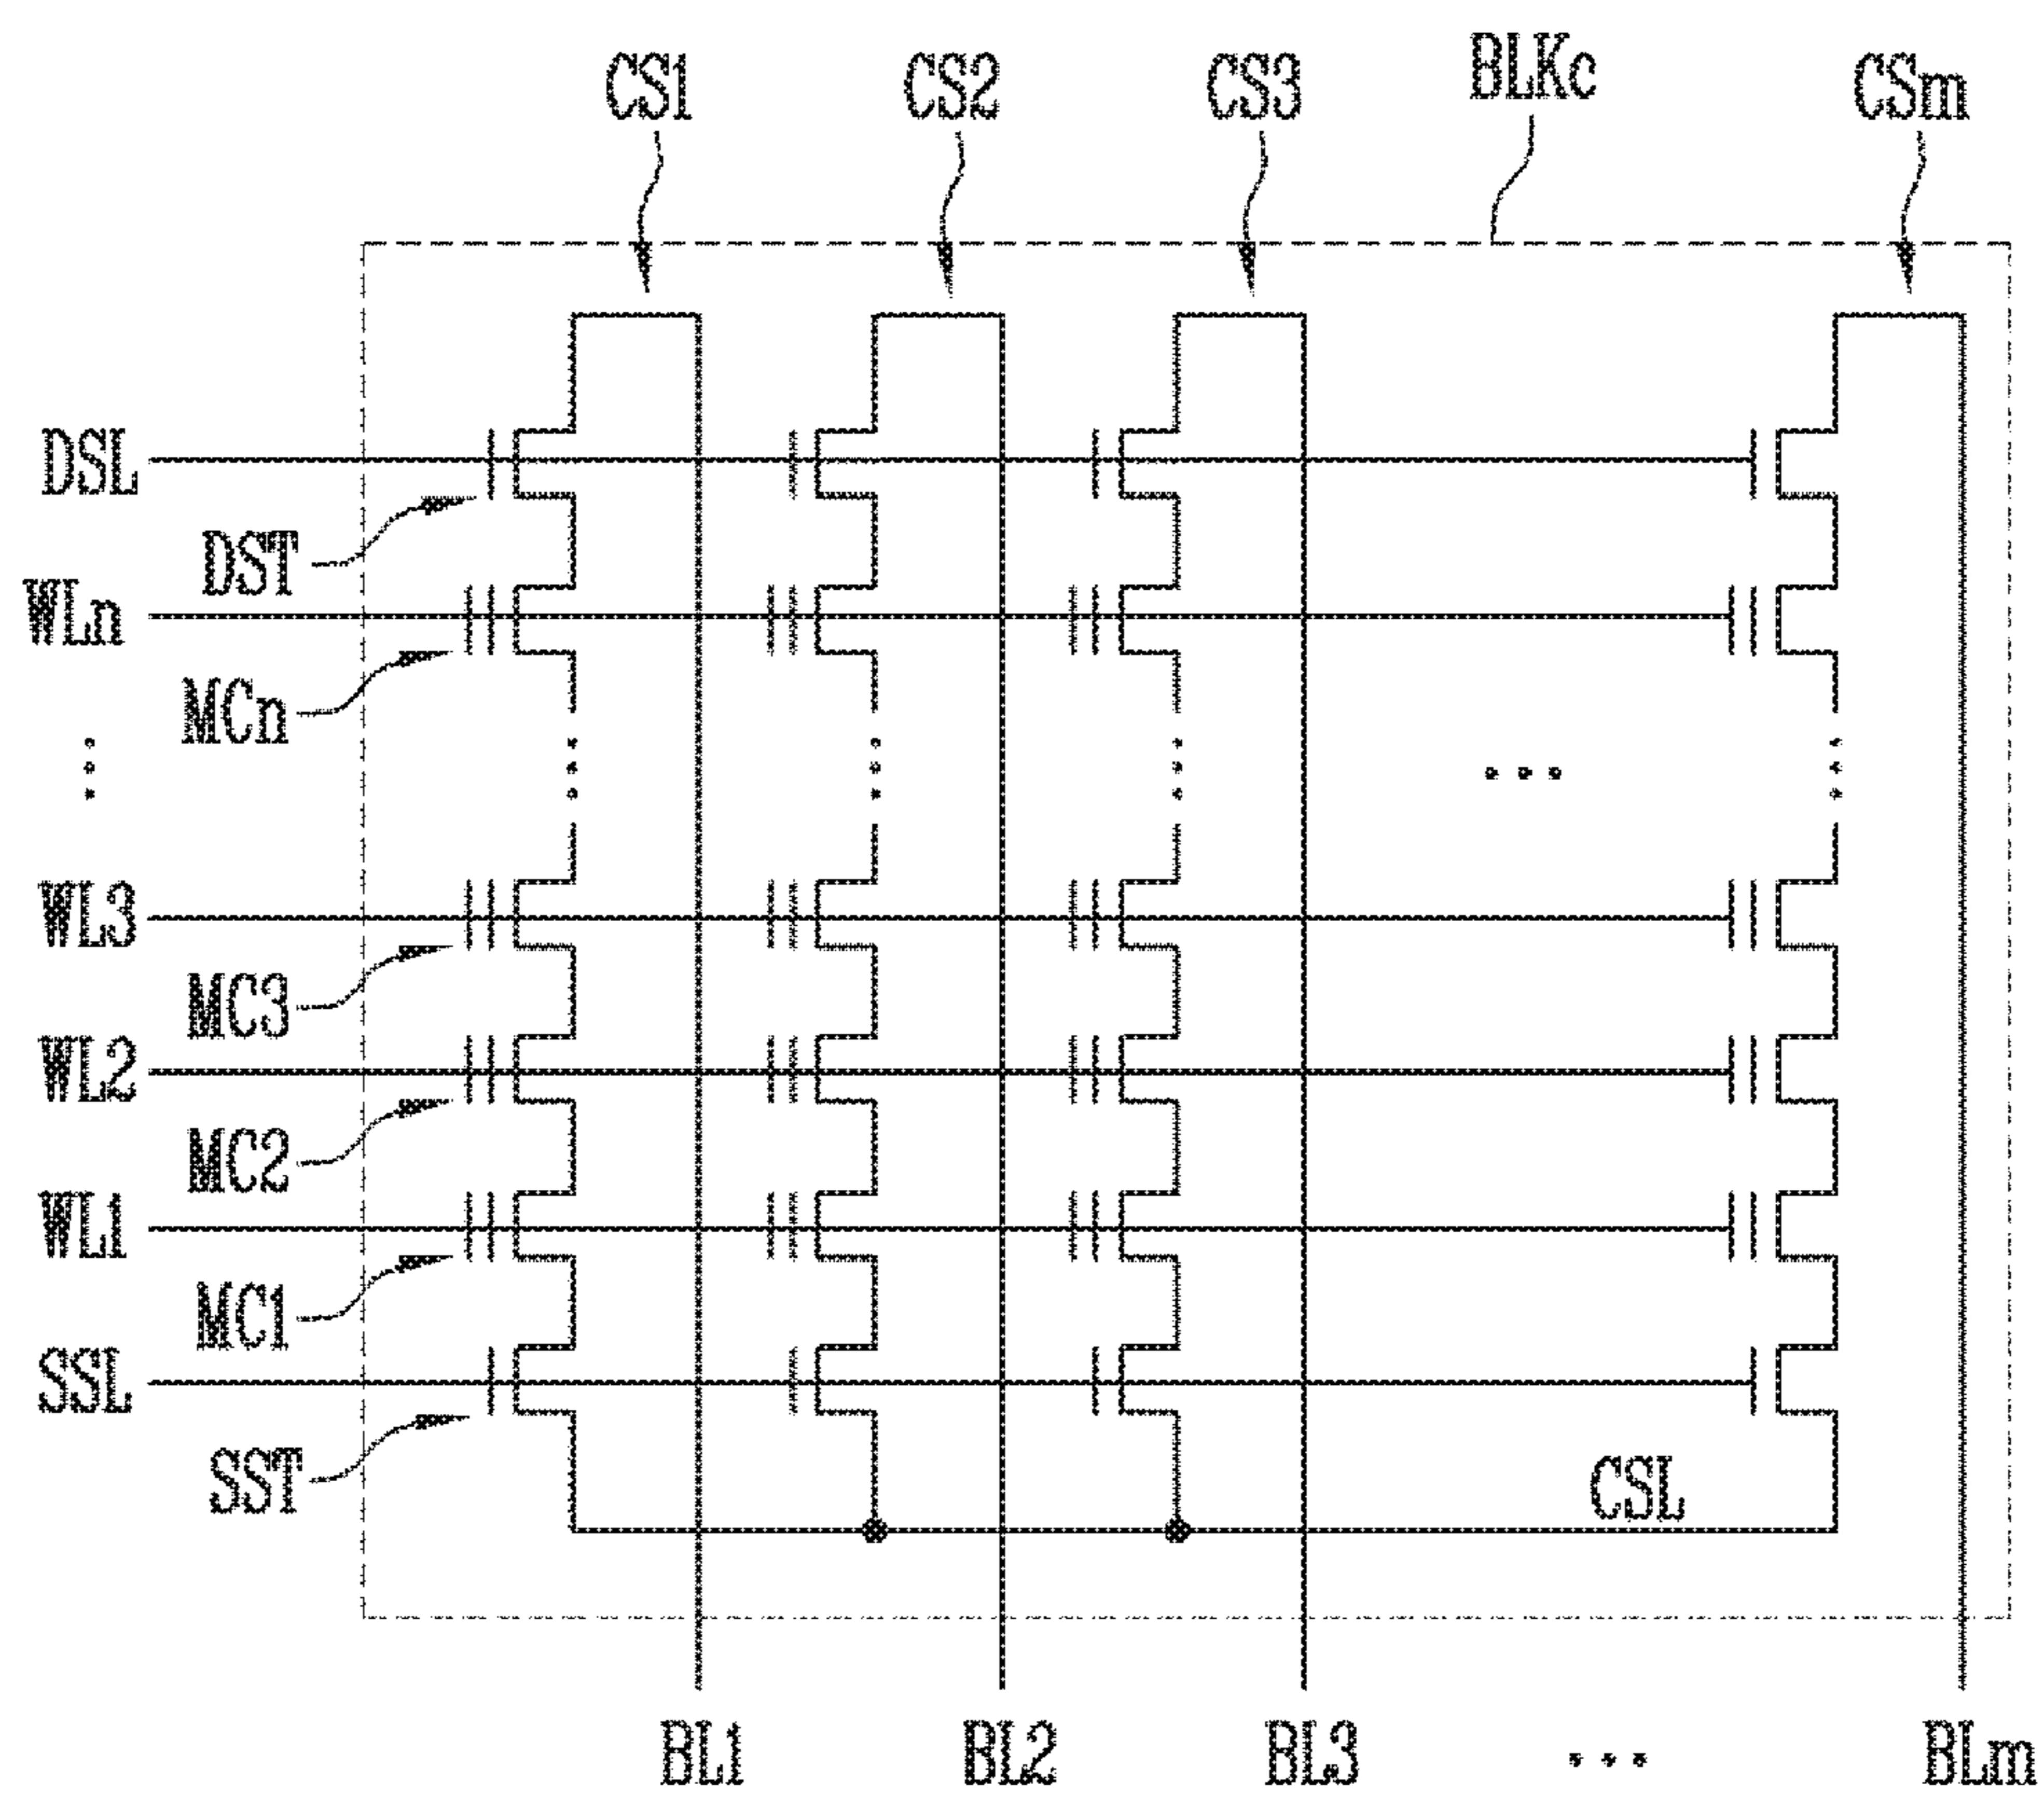 CS1 CS2 CS3 BLKc CSm
DSL
DST
WLn
MCn
WL3
MC3
WL2
MC2
WL1
MC1
SSL
SST
CSL
BL1 BL2 BL3 ... BLm